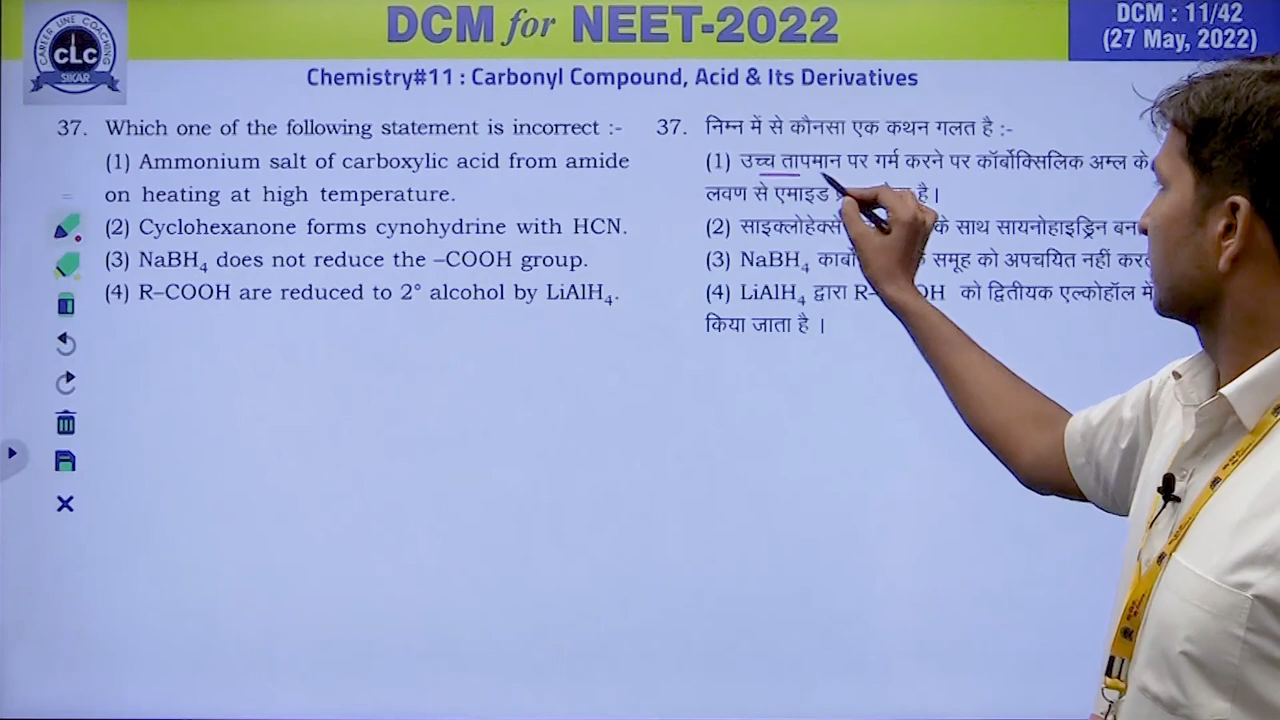 DCM for NEET-2022
DCM : 11/42
(27 May, 2022)
CAREER LINE COACHING
CLC
SIKAR
Chemistry#11 : Carbonyl Compound, Acid & Its Derivatives
37. Which one of the following statement is incorrect :-
(1) Ammonium salt of carboxylic acid from amide
on heating at high temperature.
(2) Cyclohexanone forms cynohydrine with HCN.
(3) NaBH₄ does not reduce the –COOH group.
(4) R–COOH are reduced to 2° alcohol by LiAlH₄.
37. निम्न में से कौनसा एक कथन गलत है :-
(1) उच्च तापमान पर गर्म करने पर कॉर्बोक्सिलिक अम्ल के
लवण से एमाइड है।
(2) के साथ सायनोहाइड्रिन
(3) NaBH₄ समूह को अपचयित नहीं
(4) LiAlH₄ द्वारा को द्वितीयक एल्कोहॉल में
किया जाता है ।